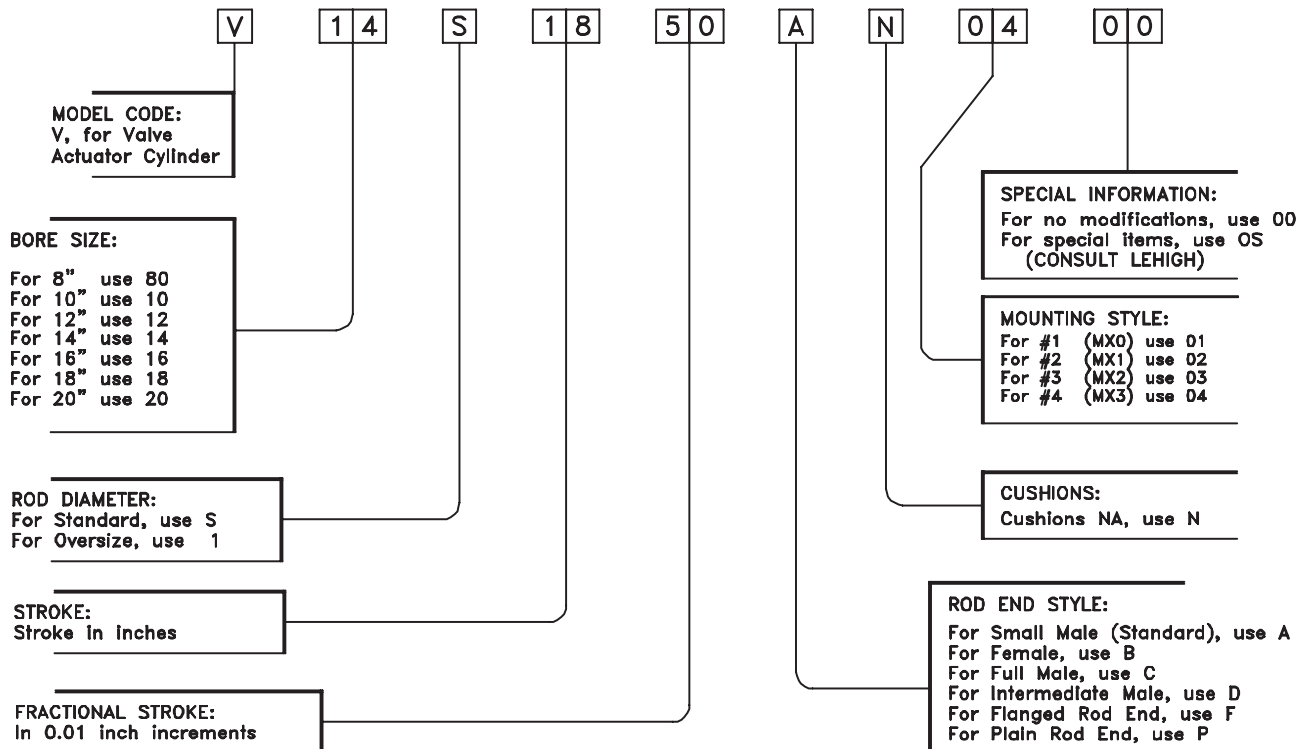 V 14 S 18 50 A N 04 00
MODEL CODE:
V, for Valve
Actuator Cylinder
BORE SIZE:
For 8" use 80
For 10" use 10
For 12" use 12
For 14" use 14
For 16" use 16
For 18" use 18
For 20" use 20
ROD DIAMETER:
For Standard, use S
For Oversize, use 1
STROKE:
Stroke in inches
FRACTIONAL STROKE:
In 0.01 inch increments
SPECIAL INFORMATION:
For no modifications, use 00
For special items, use OS
(CONSULT LEHIGH)
MOUNTING STYLE:
For #1 (MX0) use 01
For #2 (MX1) use 02
For #3 (MX2) use 03
For #4 (MX3) use 04
CUSHIONS:
Cushions NA, use N
ROD END STYLE:
For Small Male (Standard), use A
For Female, use B
For Full Male, use C
For Intermediate Male, use D
For Flanged Rod End, use F
For Plain Rod End, use P